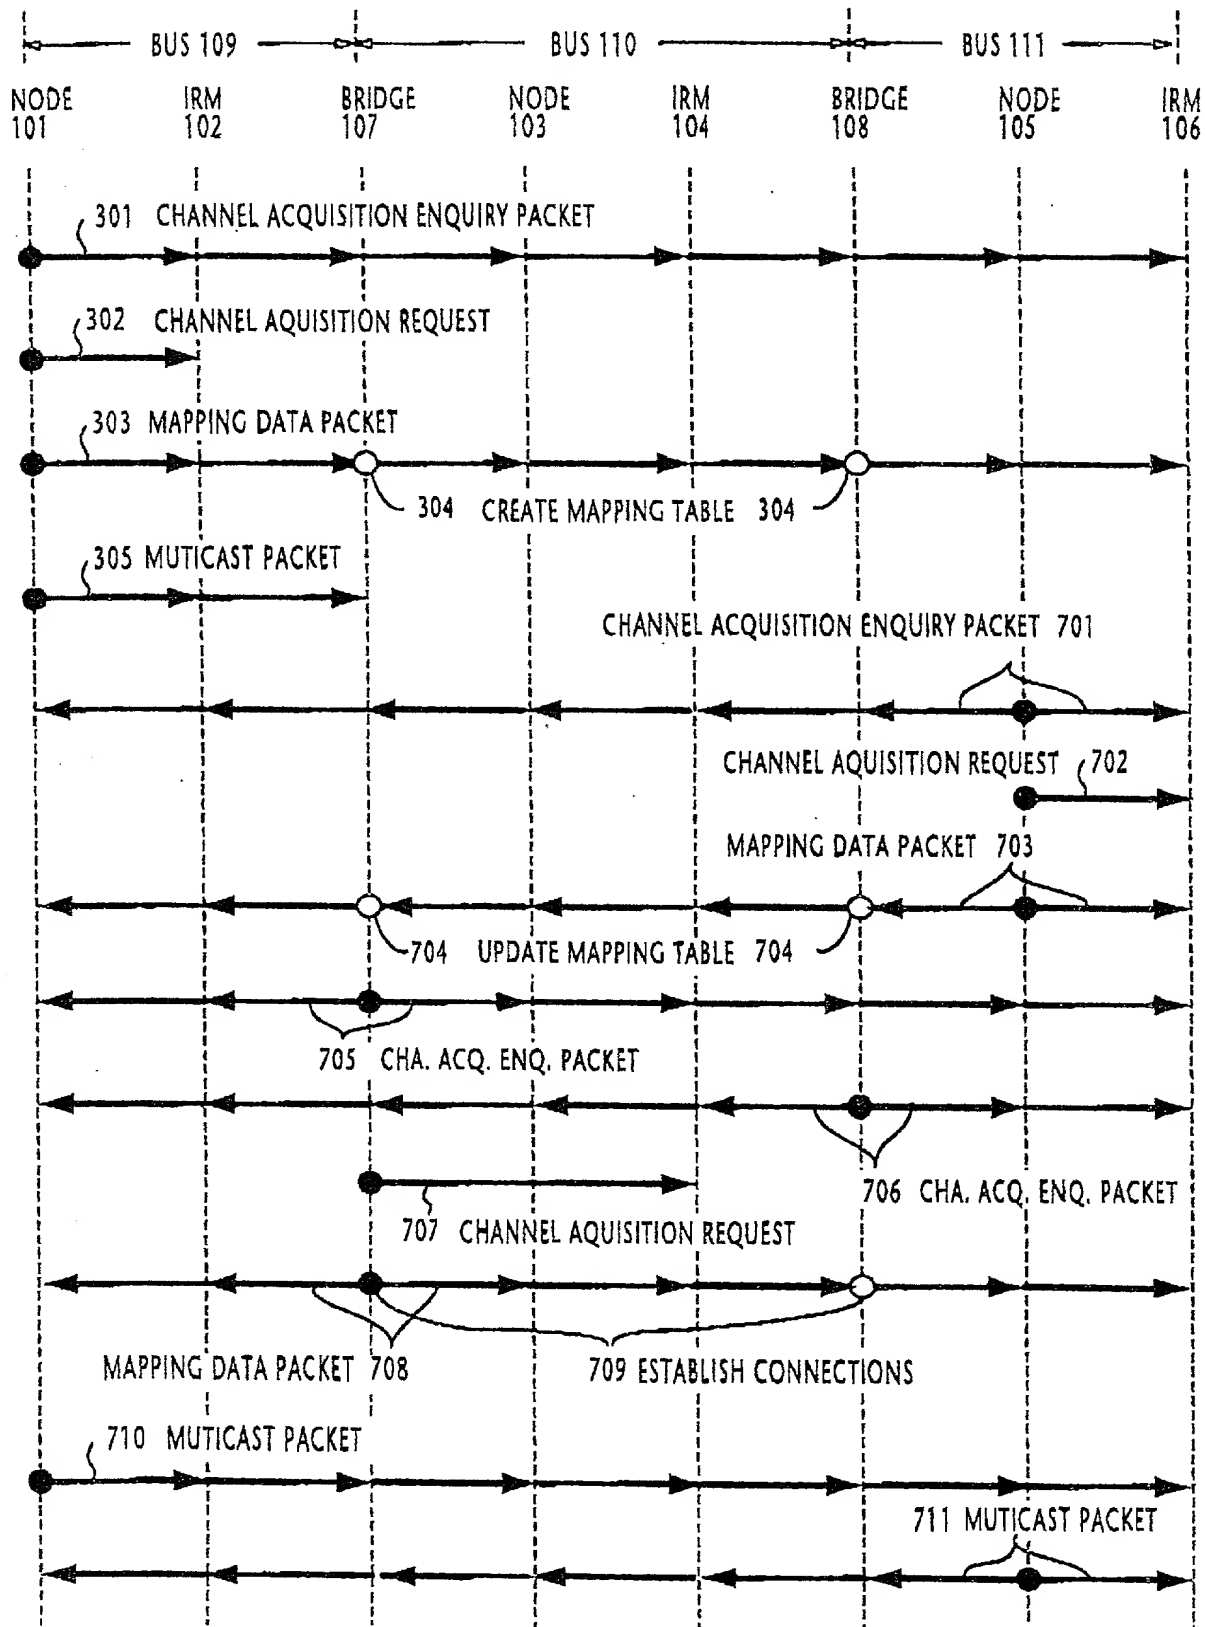 BUS 109 BUS 110 BUS 111
NODE IRM BRIDGE NODE IRM BRIDGE NODE IRM
101 102 107 103 104 108 105 106
301 CHANNEL ACQUISITION ENQUIRY PACKET
302 CHANNEL AQUISITION REQUEST
303 MAPPING DATA PACKET
304 CREATE MAPPING TABLE 304
305 MUTICAST PACKET
CHANNEL ACQUISITION ENQUIRY PACKET 701
CHANNEL AQUISITION REQUEST 702
MAPPING DATA PACKET 703
704 UPDATE MAPPING TABLE 704
705 CHA. ACQ. ENQ. PACKET
706 CHA. ACQ. ENQ. PACKET
707 CHANNEL AQUISITION REQUEST
MAPPING DATA PACKET 708 709 ESTABLISH CONNECTIONS
710 MUTICAST PACKET
711 MUTICAST PACKET